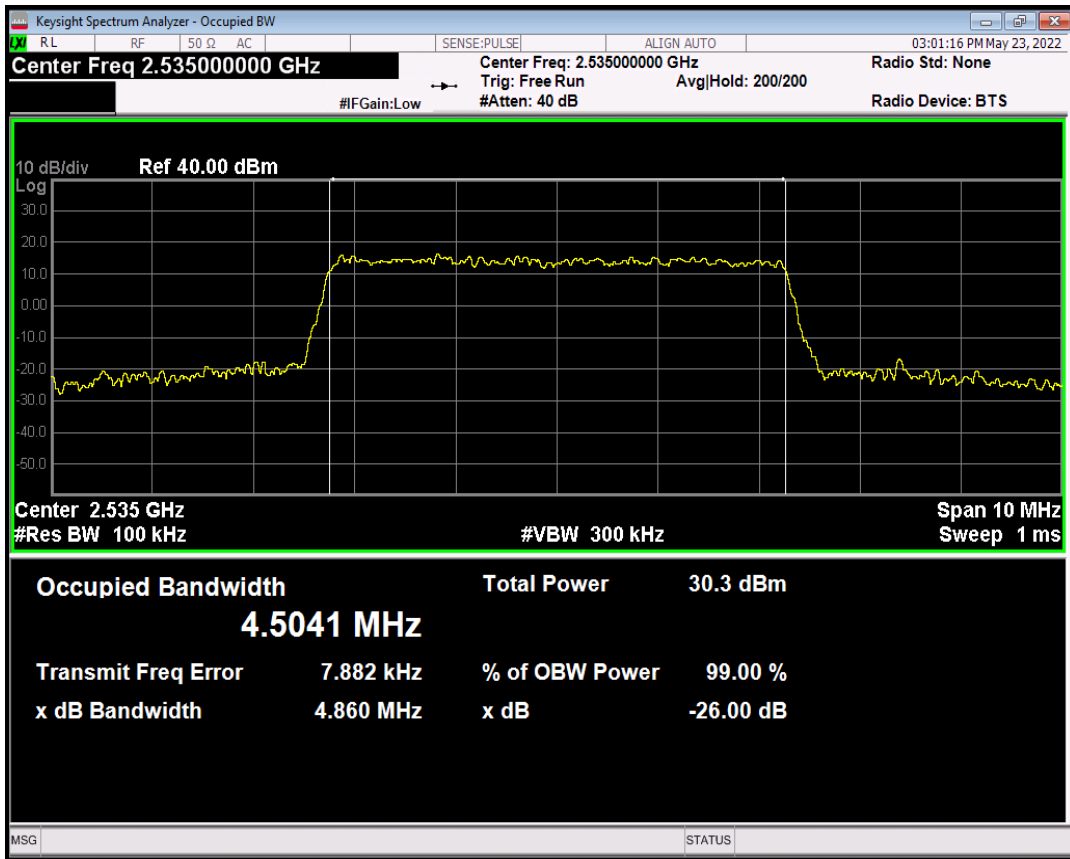 Keysight Spectrum Analyzer - Occupied BW
LXI RL RF 50 Ω AC SENSE:PULSE ALIGN AUTO 03:01:16 PM May 23, 2022
Center Freq 2.535000000 GHz Center Freq: 2.535000000 GHz Radio Std: None
Trig: Free Run Avg|Hold: 200/200
#IFGain:Low #Atten: 40 dB Radio Device: BTS
10 dB/div Ref 40.00 dBm
Log
30.0
20.0
10.0
0.00
-10.0
-20.0
-30.0
-40.0
-50.0
Center 2.535 GHz Span 10 MHz
#Res BW 100 kHz #VBW 300 kHz Sweep 1 ms
Occupied Bandwidth Total Power 30.3 dBm
4.5041 MHz
Transmit Freq Error 7.882 kHz % of OBW Power 99.00 %
x dB Bandwidth 4.860 MHz x dB -26.00 dB
MSG STATUS